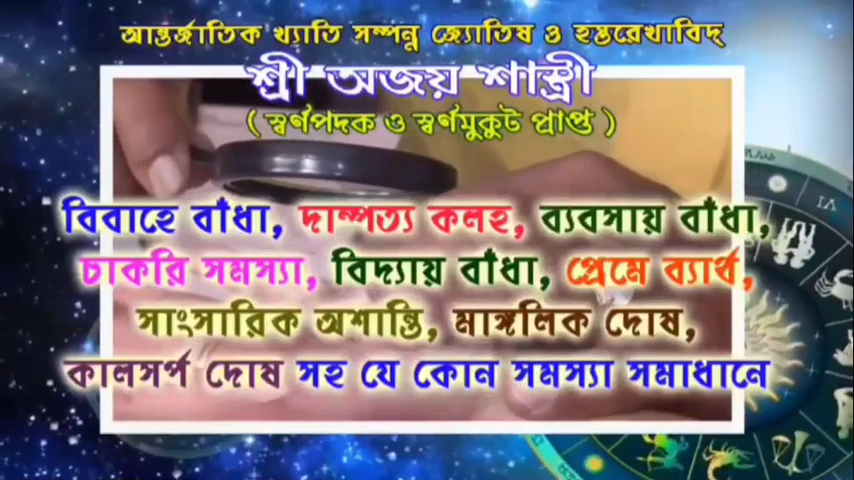 আন্তর্জাতিক খ্যাতি সম্পন্ন জ্যোতিষ ও হস্তরেখাবিদ্
শ্রী অজয় শাস্ত্রী
( স্বর্ণপদক ও স্বর্ণমুকুট প্রাপ্ত )
বিবাহে বাঁধা, দাম্পত্য কলহ, ব্যবসায় বাঁধা,
চাকরি সমস্যা, বিদ্যায় বাঁধা, প্রেমে ব্যার্থ,
সাংসারিক অশান্তি, মাঙ্গলিক দোষ,
কালসর্প দোষ সহ যে কোন সমস্যা সমাধানে